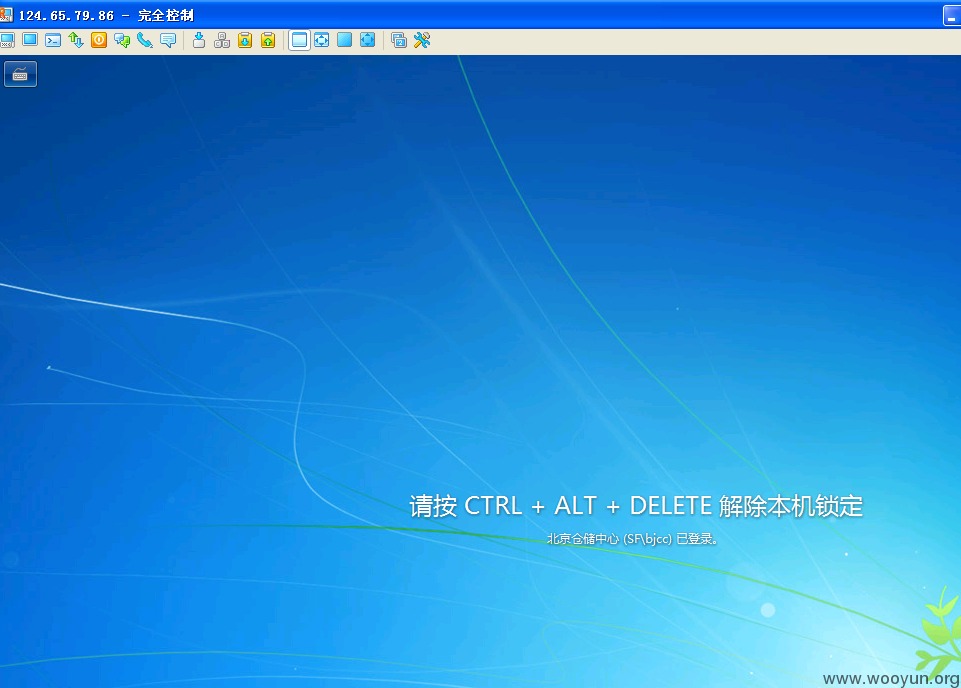 124.65.79.86 - 完全控制
请按 CTRL + ALT + DELETE 解除本机锁定
北京仓储中心 (SF\bjcc) 已登录。
www.wooyun.org